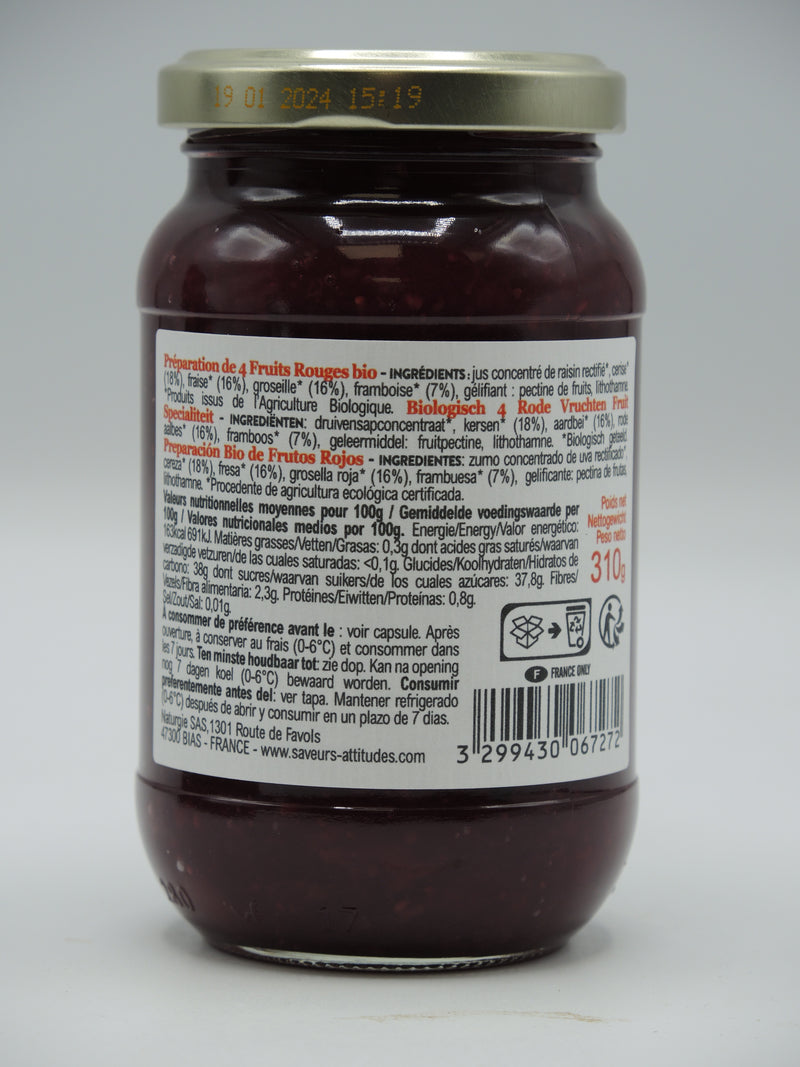 19 01 2024 15:19
Préparation de 4 Fruits Rouges bio - INGRÉDIENTS : jus concentré de raisin rectifié*, cerise*
(18%), fraise* (16%), groseille* (16%), framboise* (7%), gélifiant : pectine de fruits, lithothamne.
*Produits issus de l'Agriculture Biologique. Biologisch 4 Rode Vruchten Fruit
Specialiteit - INGREDIËNTEN: druivensapconcentraat*, kersen* (18%), aardbei* (16%), rode
aalbes* (16%), framboos* (7%), geleermiddel: fruitpectine, lithothamne. *Biologisch geteeld.
Preparación Bio de Frutos Rojos - INGREDIENTES: zumo concentrado de uva rectificado*,
cereza* (18%), fresa* (16%), grosella roja* (16%), frambuesa* (7%), gelificante: pectina de frutas,
lithothamne. *Procedente de agricultura ecológica certificada.
Valeurs nutritionnelles moyennes pour 100g / Gemiddelde voedingswaarde per
100g / Valores nutricionales medios por 100g. Energie/Energy/Valor energético:
163kcal 691kJ. Matières grasses/Vetten/Grasas: 0,3g dont acides gras saturés/waarvan
verzadigde vetzuren/de las cuales saturadas: <0,1g. Glucides/Koolhydraten/Hidratos de
carbono: 38g dont sucres/waarvan suikers/de los cuales azúcares: 37,8g. Fibres/
Vezels/Fibra alimentaria: 2,3g. Protéines/Eiwitten/Proteínas: 0,8g.
Sel/Zout/Sal: 0,01g.
Poids net
Nettogewicht
Peso neto
310g
À consommer de préférence avant le : voir capsule. Après
ouverture, à conserver au frais (0-6°C) et consommer dans
les 7 jours. Ten minste houdbaar tot: zie dop. Kan na opening
nog 7 dagen koel (0-6°C) bewaard worden. Consumir
preferentemente antes del: ver tapa. Mantener refrigerado
(0-6°C) después de abrir y consumir en un plazo de 7 días.
Naturgie SAS, 1301 Route de Favols
47300 BIAS - FRANCE - www.saveurs-attitudes.com
F FRANCE ONLY
3 299430 067272
17